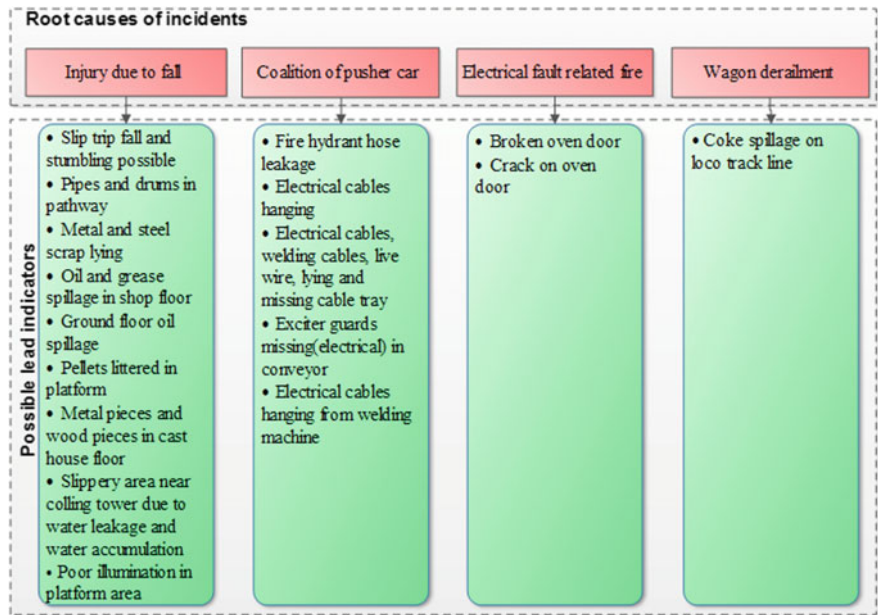 Root causes of incidents
Injury due to fall
Coalition of pusher car
Electrical fault related fire
Wagon derailment
Possible lead indicators
• Slip trip fall and
stumbling possible
• Pipes and drums in
pathway
• Metal and steel
scrap lying
• Oil and grease
spillage in shop floor
• Ground floor oil
spillage
• Pellets littered in
platform
• Metal pieces and
wood pieces in cast
house floor
• Slippery area near
colling tower due to
water leakage and
water accumulation
• Poor illumination in
platform area
• Fire hydrant hose
leakage
• Electrical cables
hanging
• Electrical cables,
welding cables, live
wire, lying and
missing cable tray
• Exciter guards
missing(electrical) in
conveyor
• Electrical cables
hanging from welding
machine
• Broken oven door
• Crack on oven
door
• Coke spillage on
loco track line